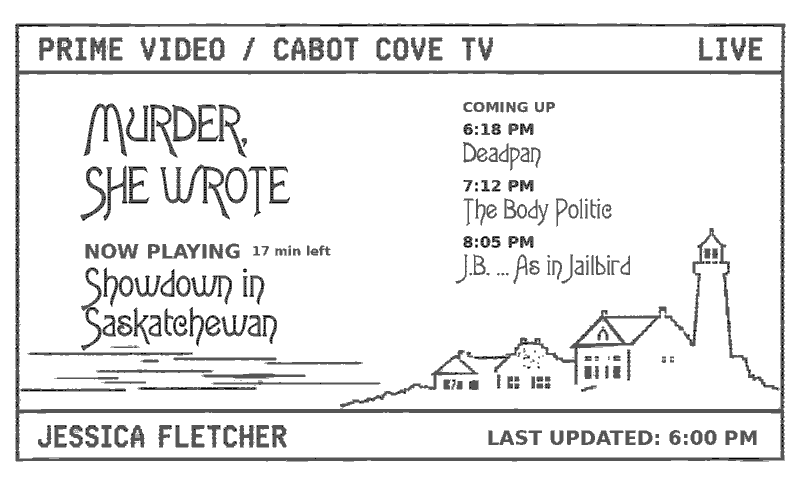 PRIME VIDEO / CABOT COVE TV
LIVE
MURDER,
SHE WROTE
NOW PLAYING 17 min left
Showdown in
Saskatchewan
COMING UP
6:18 PM
Deadpan
7:12 PM
The Body Politic
8:05 PM
J.B. ... As in Jailbird
JESSICA FLETCHER
LAST UPDATED: 6:00 PM